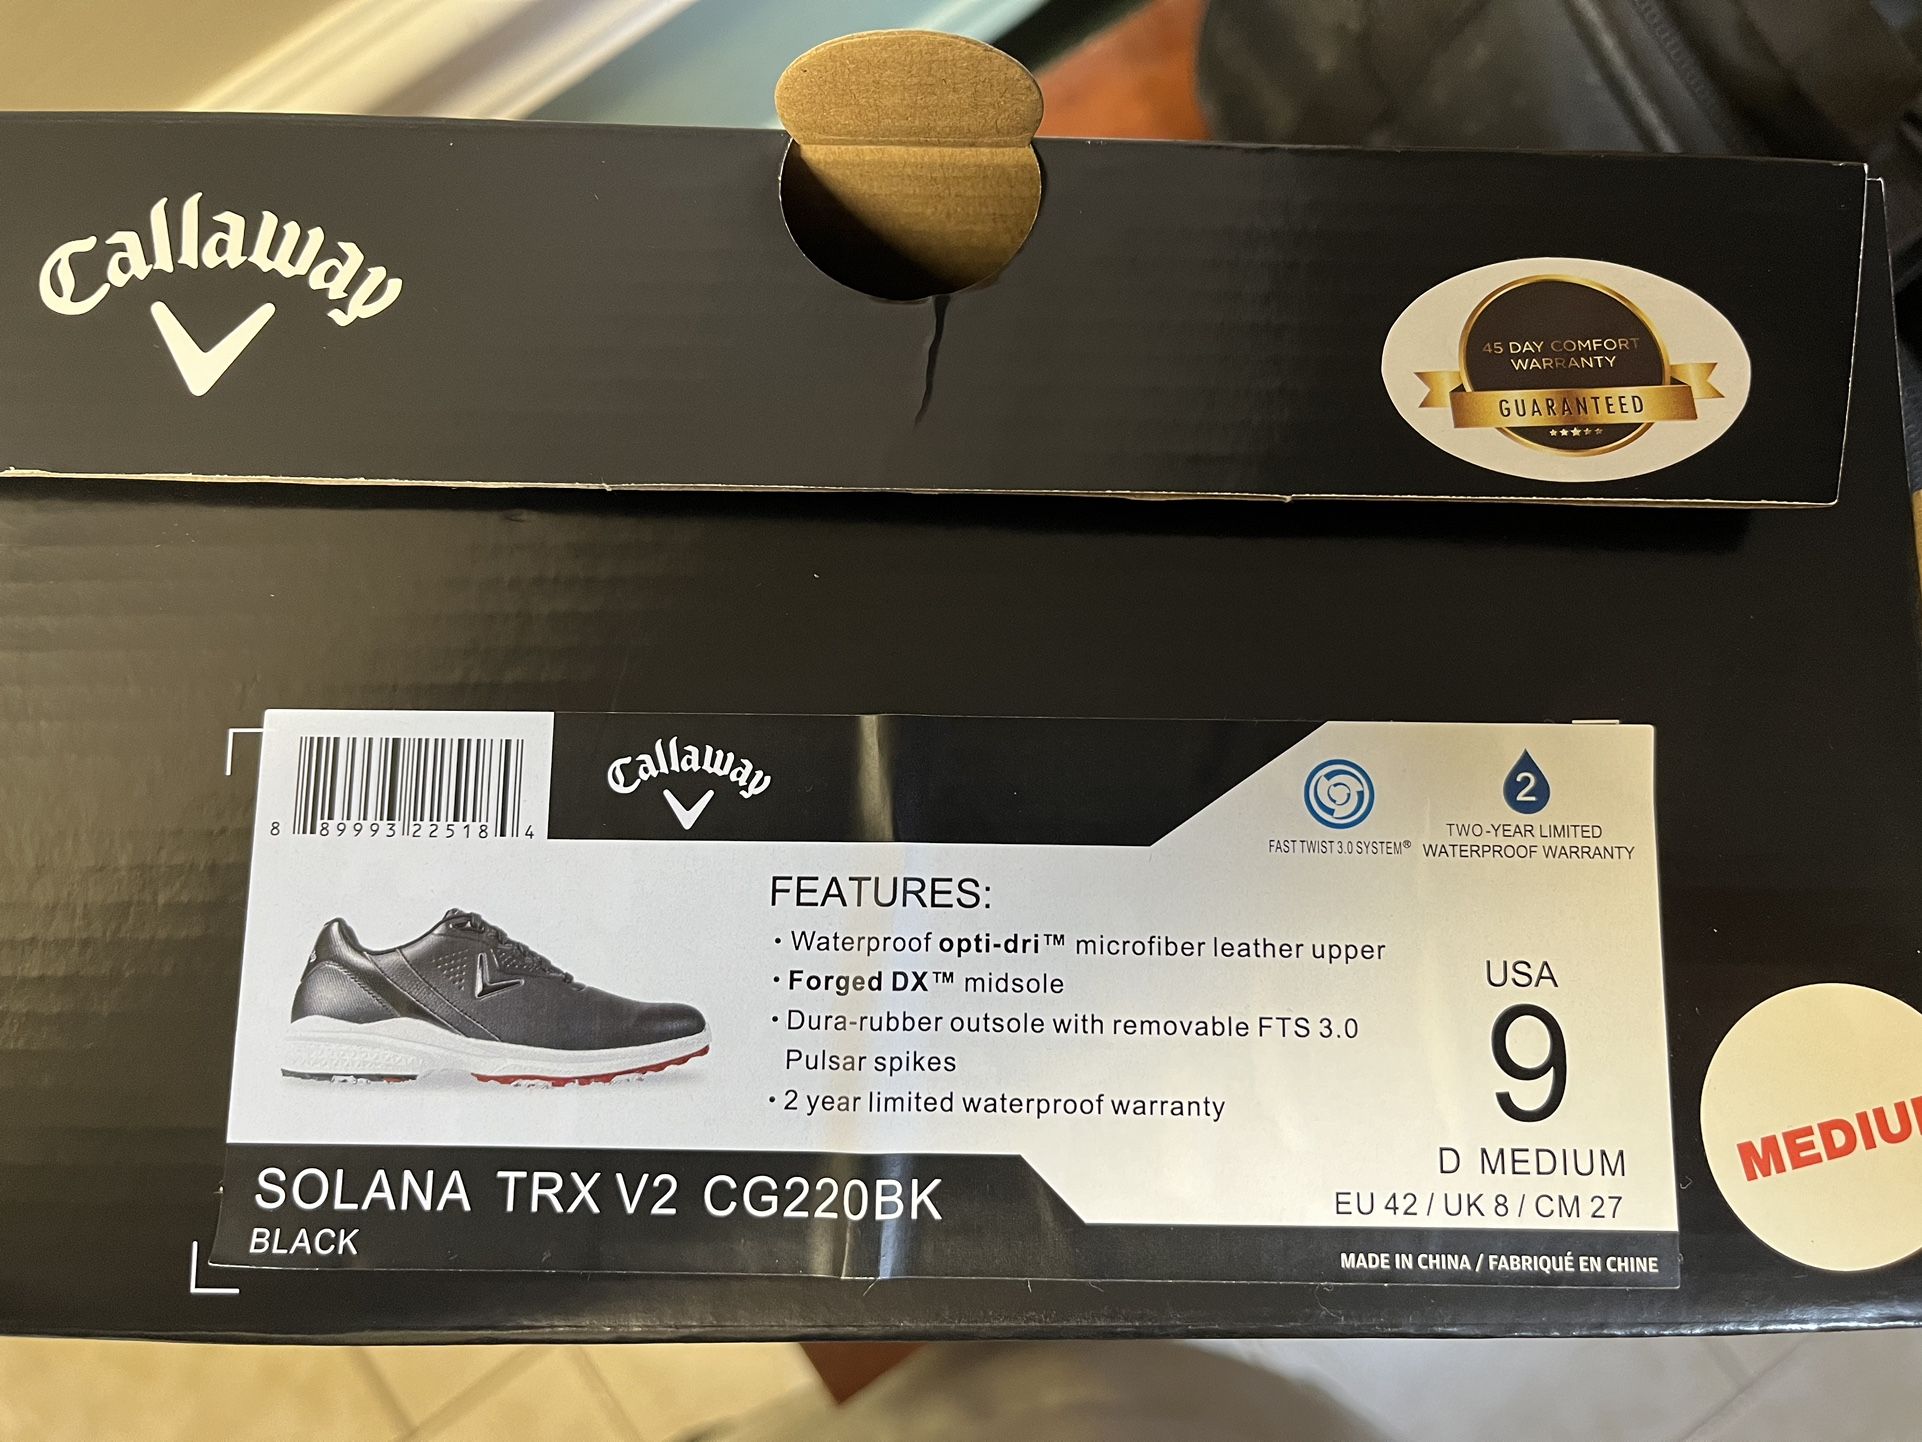 Callaway
45 DAY COMFORT
WARRANTY
GUARANTEED
8 89993 22518 4
Callaway
FAST TWIST 3.0 SYSTEM®
2
TWO-YEAR LIMITED
WATERPROOF WARRANTY
FEATURES:
• Waterproof opti-dri™ microfiber leather upper
• Forged DX™ midsole
• Dura-rubber outsole with removable FTS 3.0
Pulsar spikes
• 2 year limited waterproof warranty
USA
9
D MEDIUM
EU 42 / UK 8 / CM 27
MEDIU
SOLANA TRX V2 CG220BK
BLACK
MADE IN CHINA / FABRIQUÉ EN CHINE